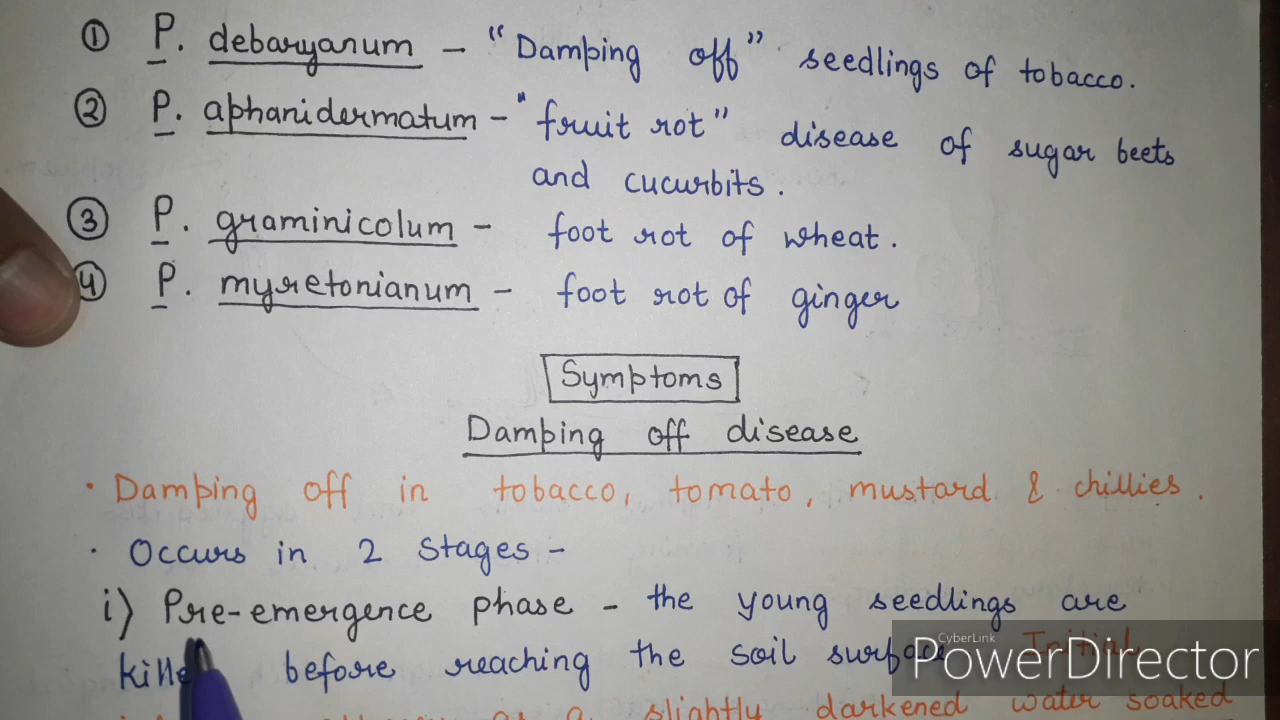 ① P. debaryanum – "Damping off" seedlings of tobacco.
② P. aphanidermatum – "fruit rot" disease of sugar beets
and cucurbits.
③ P. graminicolum – foot rot of wheat.
④ P. myretonianum – foot rot of ginger
Symptoms
Damping off disease
· Damping off in tobacco, tomato, mustard & chillies.
· Occurs in 2 stages –
i) Pre-emergence phase – the young seedlings are
before reaching the soil surface Initial
as a slightly darkened water soaked
CyberLink
PowerDirector